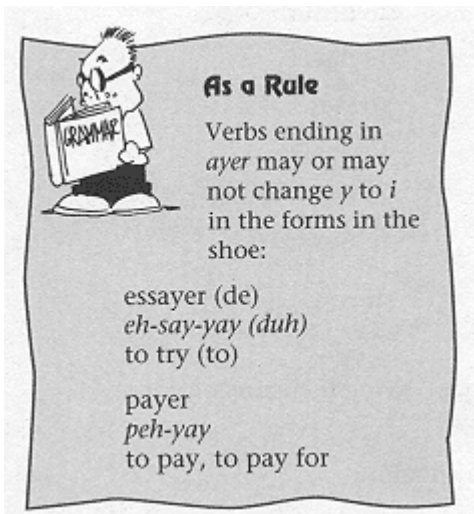 GRAMMAR
As a Rule
Verbs ending in
ayer may or may
not change y to i
in the forms in the
shoe:
essayer (de)
eh-say-yay (duh)
to try (to)
payer
peh-yay
to pay, to pay for